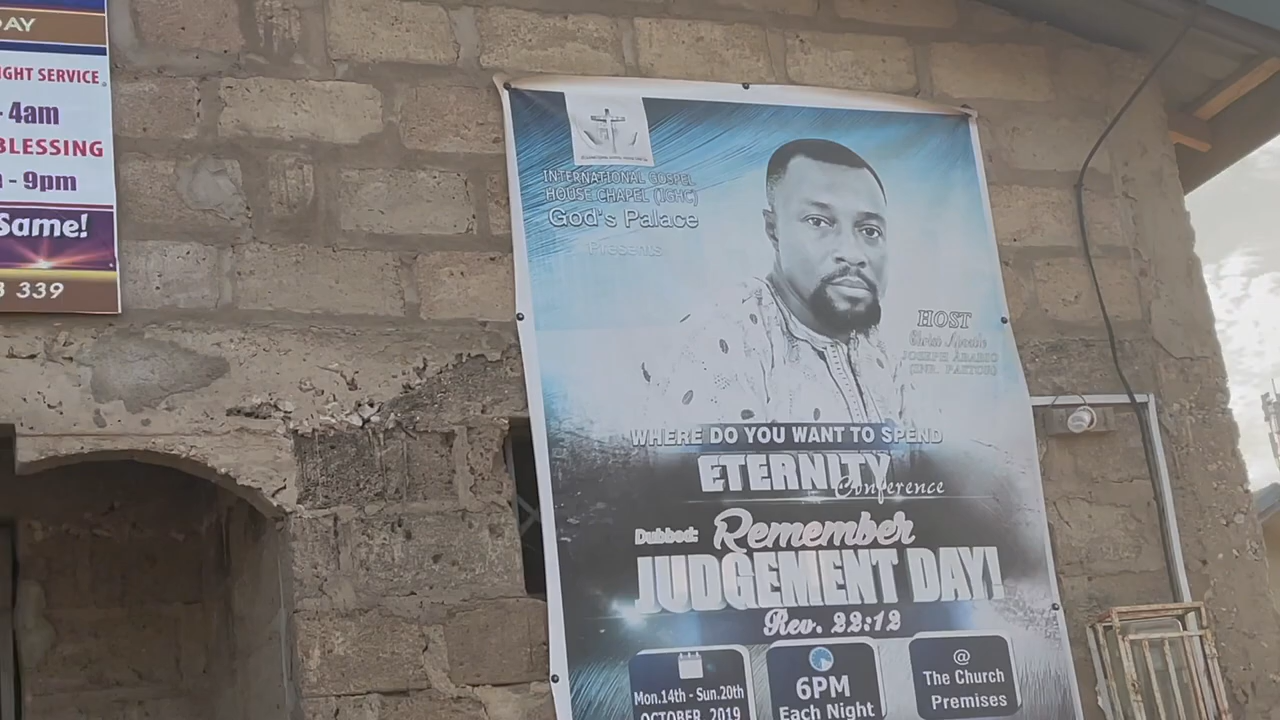 DAY
IGHT SERVICE
- 4am
BLESSING
- 9pm
Same!
339
INTERNATIONAL GOSPEL
HOUSE CHAPEL (IGHC)
God's Palace
Presents
HOST
JOSEPH ARABIO
(SNR. PASTOR)
WHERE DO YOU WANT TO SPEND
ETERNITY
Conference
Dubbed: Remember
JUDGEMENT DAY!
Rev. 22:12
Mon.14th - Sun.20th
OCTOBER 2019
6PM
Each Night
@
The Church
Premises